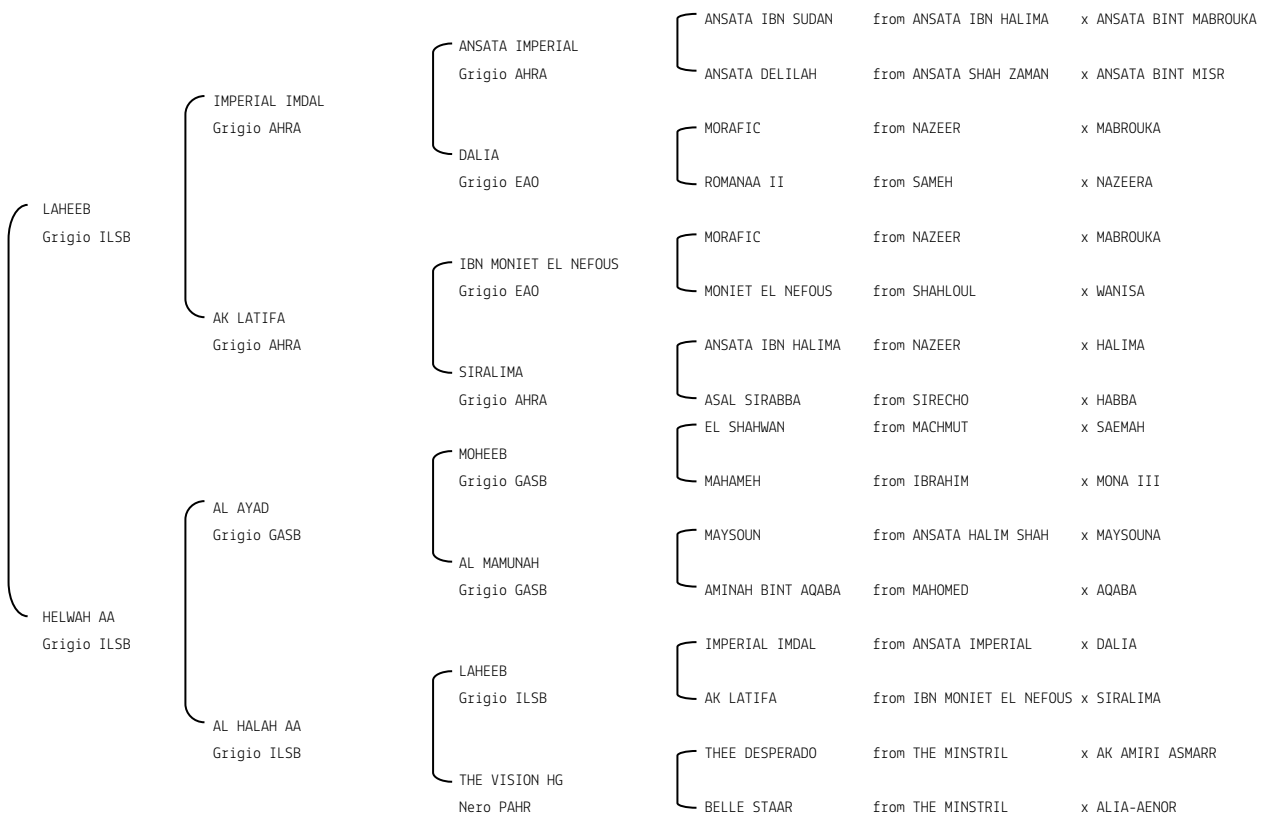 ANSATA IBN SUDAN from ANSATA IBN HALIMA x ANSATA BINT MABROUKA
ANSATA IMPERIAL
Grigio AHRA ANSATA DELILAH from ANSATA SHAH ZAMAN x ANSATA BINT MISR
IMPERIAL IMDAL
Grigio AHRA MORAFIC from NAZEER x MABROUKA
DALIA
Grigio EAO ROMANAA II from SAMEH x NAZEERA
LAHEEB
Grigio ILSB MORAFIC from NAZEER x MABROUKA
IBN MONIET EL NEFOUS
Grigio EAO MONIET EL NEFOUS from SHAHLOUL x WANISA
AK LATIFA
Grigio AHRA ANSATA IBN HALIMA from NAZEER x HALIMA
SIRALIMA
Grigio AHRA ASAL SIRABBA from SIRECHO x HABBA
EL SHAHWAN from MACHMUT x SAEMAH
MOHEEB
Grigio GASB MAHAMEH from IBRAHIM x MONA III
AL AYAD
Grigio GASB MAYSOUN from ANSATA HALIM SHAH x MAYSOUNA
AL MAMUNAH
Grigio GASB AMINAH BINT AQABA from MAHOMED x AQABA
HELWAH AA
Grigio ILSB IMPERIAL IMDAL from ANSATA IMPERIAL x DALIA
LAHEEB
Grigio ILSB AK LATIFA from IBN MONIET EL NEFOUS x SIRALIMA
AL HALAH AA
Grigio ILSB THEE DESPERADO from THE MINSTRIL x AK AMIRI ASMARR
THE VISION HG
Nero PAHR BELLE STAAR from THE MINSTRIL x ALIA-AENOR